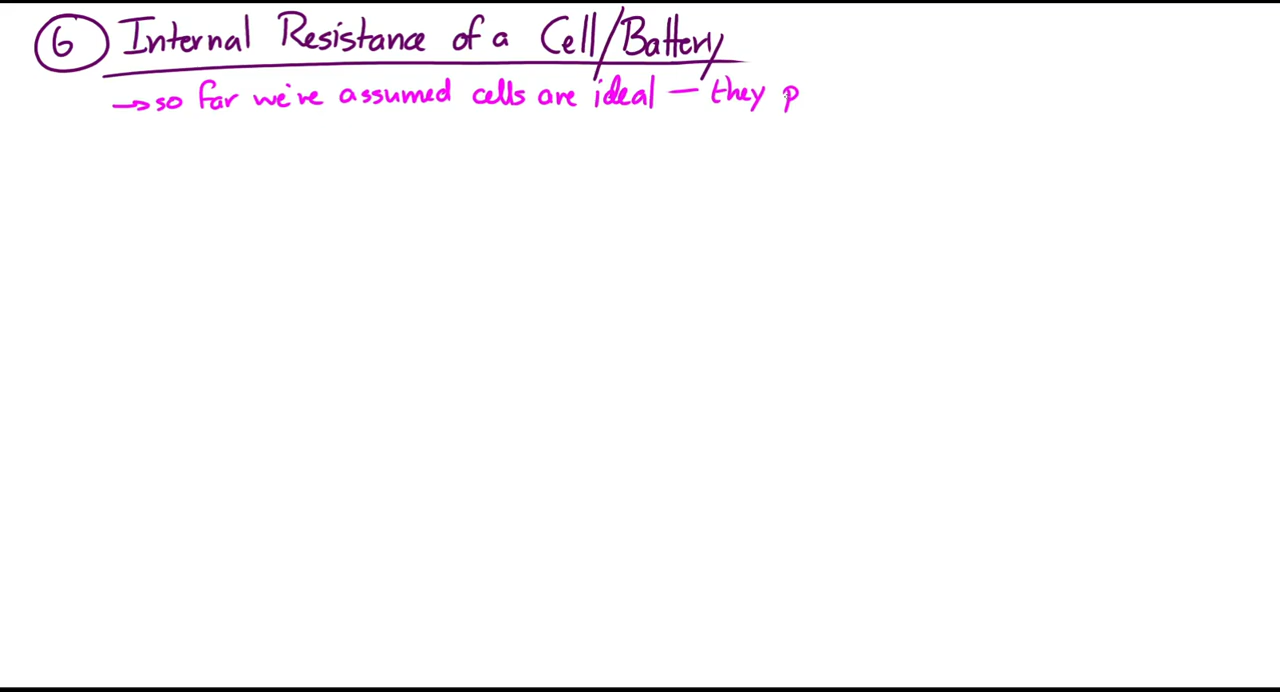 6 Internal Resistance of a Cell/Battery
→ so far we've assumed cells are ideal — they p